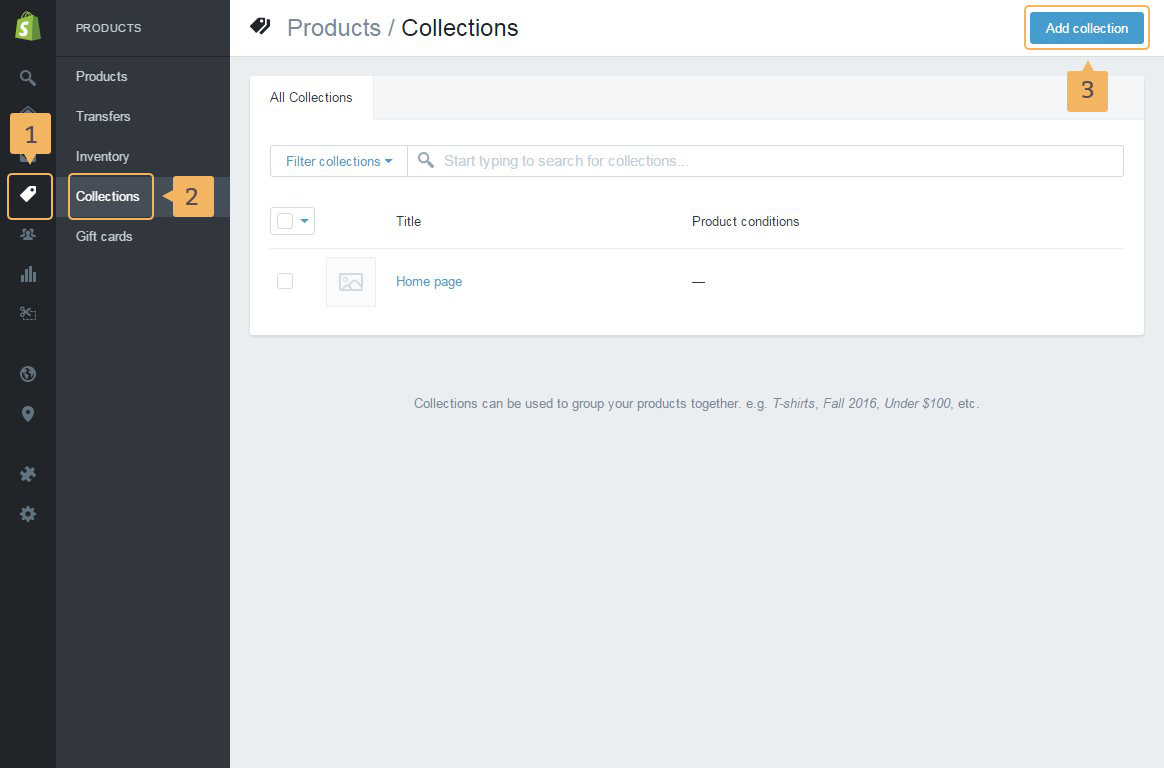 PRODUCTS
Products
Transfers
Inventory
Collections
Gift cards
1
2
Products / Collections
Add collection
3
All Collections
Filter collections
Start typing to search for collections...
Title
Product conditions
Home page
—
Collections can be used to group your products together. e.g. T-shirts, Fall 2016, Under $100, etc.